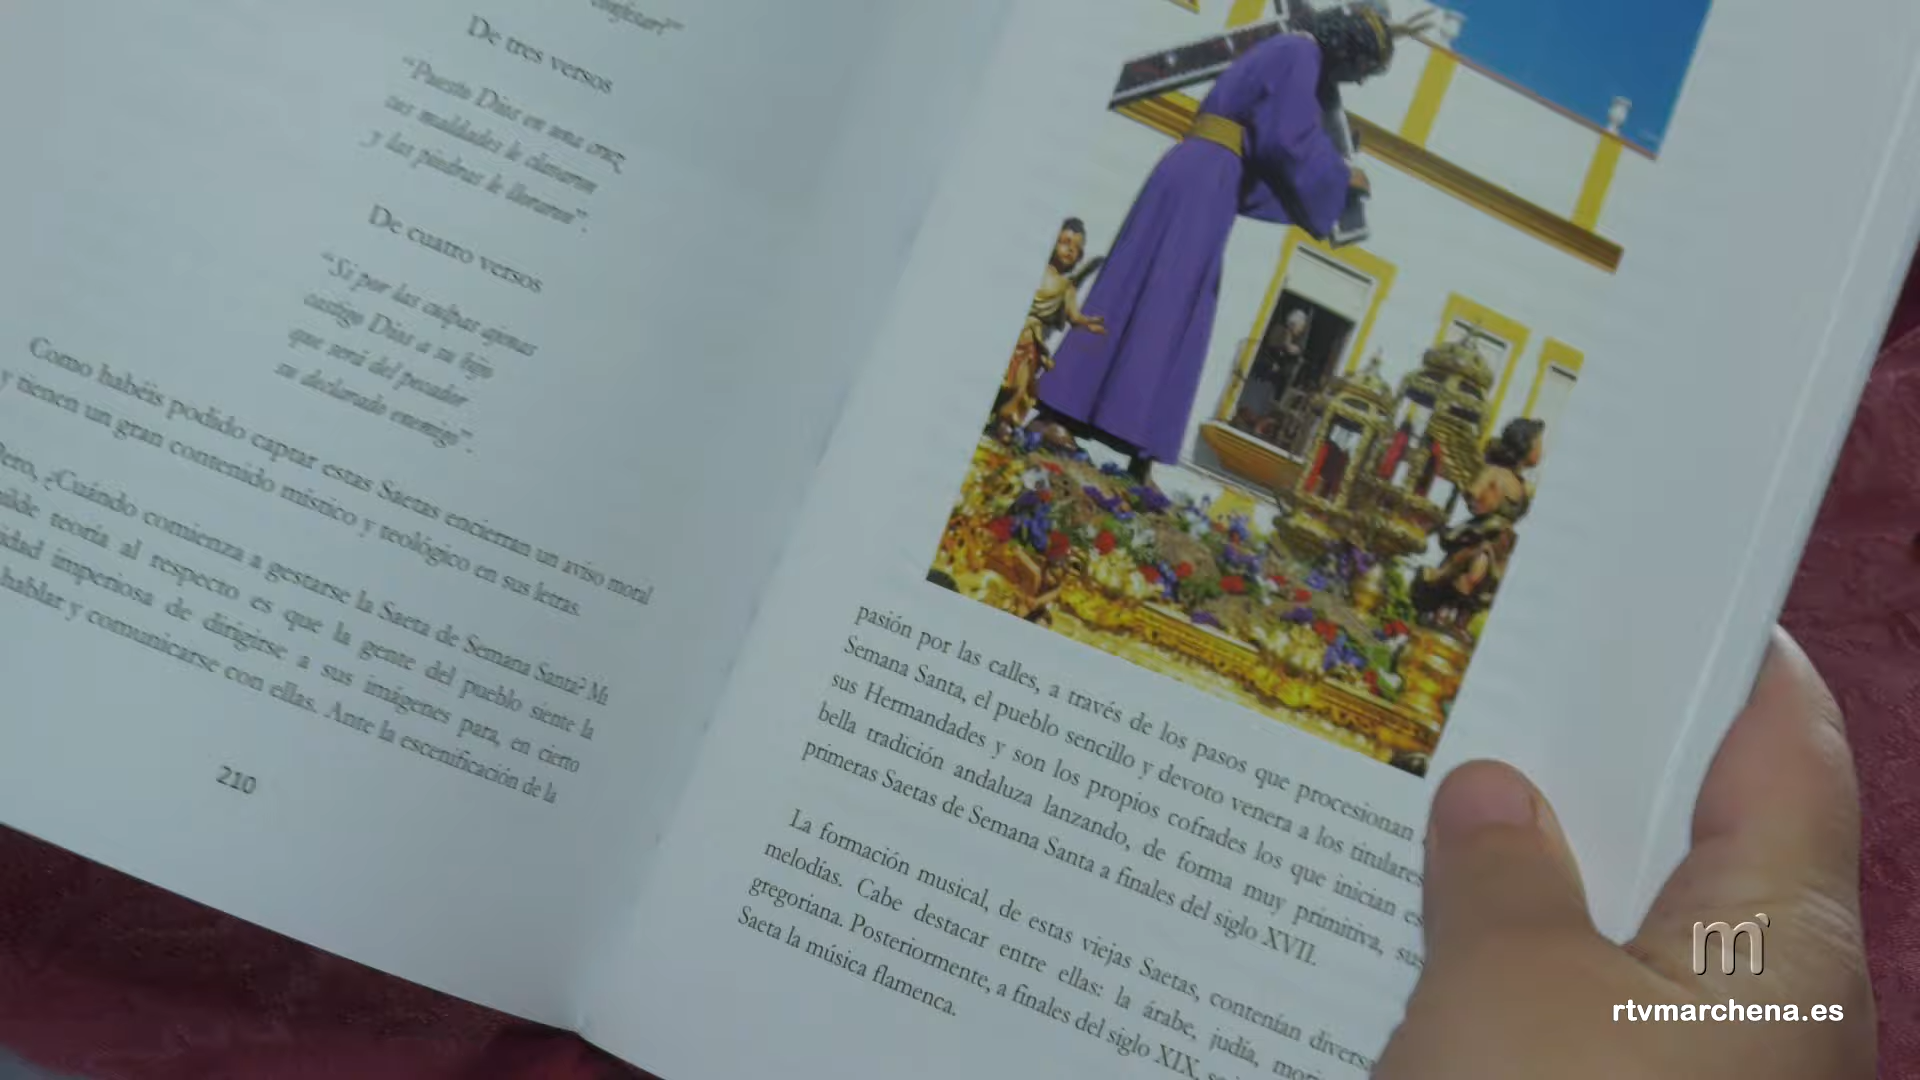 confesor?”
De tres versos
“Puesto Dios en una cruz,
tus maldades le clavaron
y las piedras le lloraron”.
De cuatro versos
“Si por las culpas ajenas
castigo Dios a su hijo
que será del pecador
su declarado enemigo”.
Como habéis podido captar estas Saetas encierran un aviso moral
y tienen un gran contenido místico y teológico en sus letras.
Pero, ¿Cuándo comienza a gestarse la Saeta de Semana Santa? Mi
teoría al respecto es que la gente del pueblo siente la
imperiosa de dirigirse a sus imágenes para, en cierto
hablar y comunicarse con ellas. Ante la escenificación de la
210
pasión por las calles, a través de los pasos que procesionan
Semana Santa, el pueblo sencillo y devoto venera a los titulares
sus Hermandades y son los propios cofrades los que inician es
bella tradición andaluza lanzando, de forma muy primitiva, sus
primeras Saetas de Semana Santa a finales del siglo XVII.
La formación musical, de estas viejas Saetas, contenían diversa
melodías. Cabe destacar entre ellas: la árabe, judía, mo
gregoriana. Posteriormente, a finales del siglo XIX, se
Saeta la música flamenca.
m
rtvmarchena.es